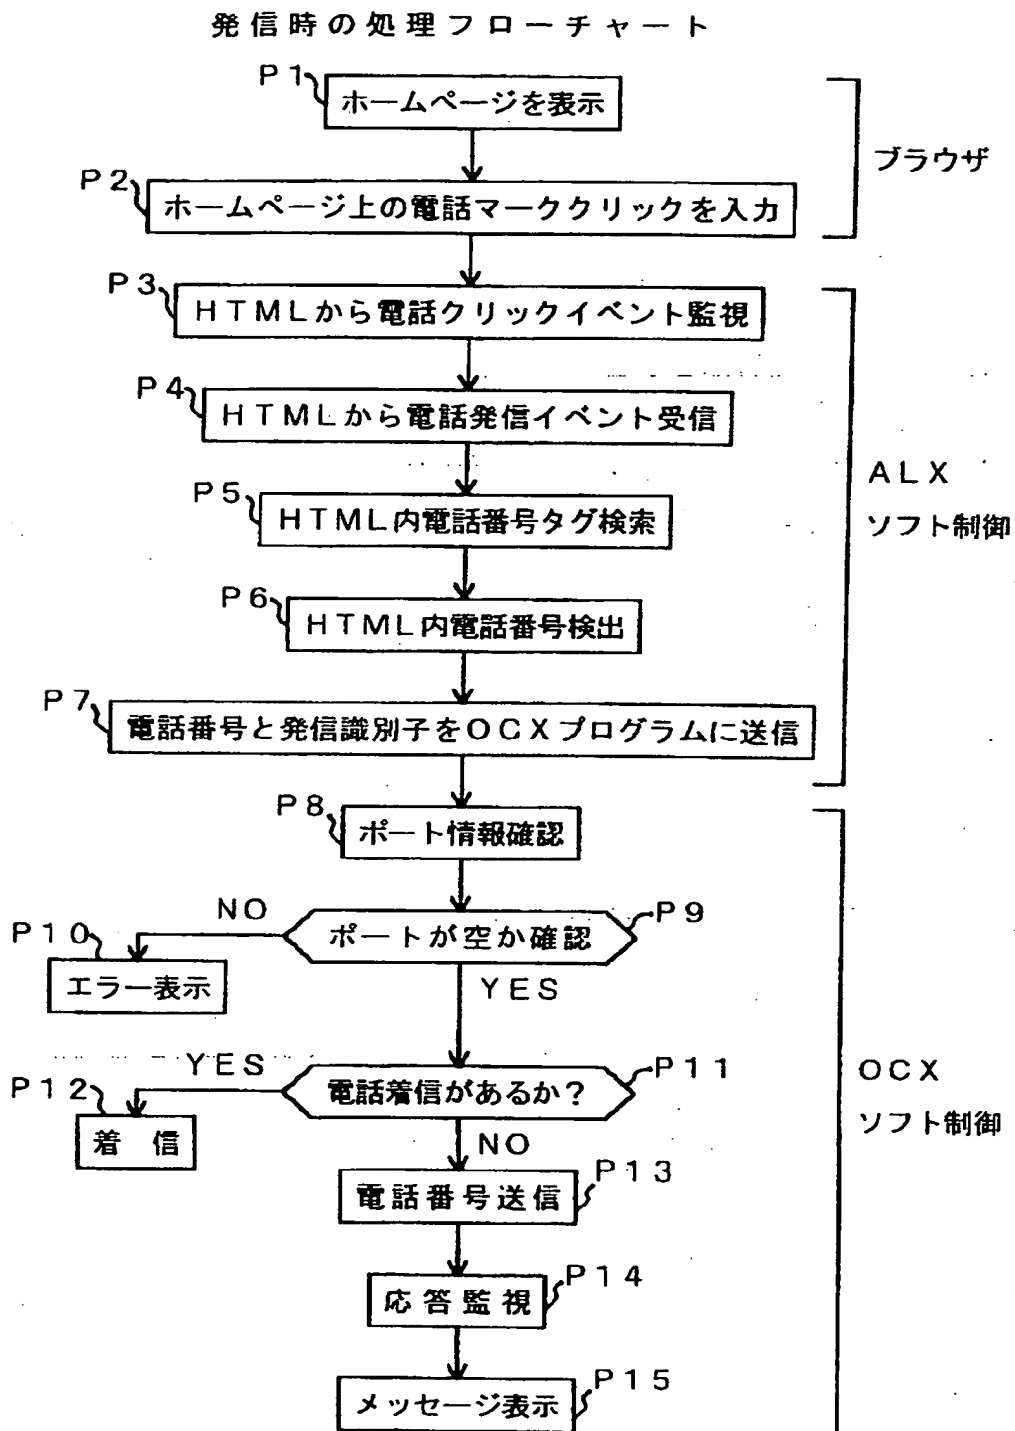 発信時の処理フローチャート
P1
ホームページを表示
ブラウザ
P2
ホームページ上の電話マーククリックを入力
P3
HTMLから電話クリックイベント監視
P4
HTMLから電話発信イベント受信
ALX
ソフト制御
P5
HTML内電話番号タグ検索
P6
HTML内電話番号検出
P7
電話番号と発信識別子をOCXプログラムに送信
P8
ポート情報確認
NO
P9
ポートが空か確認
P10
エラー表示
YES
YES
P11
電話着信があるか?
OCX
ソフト制御
P12
着 信
NO
P13
電話番号送信
P14
応答監視
P15
メッセージ表示